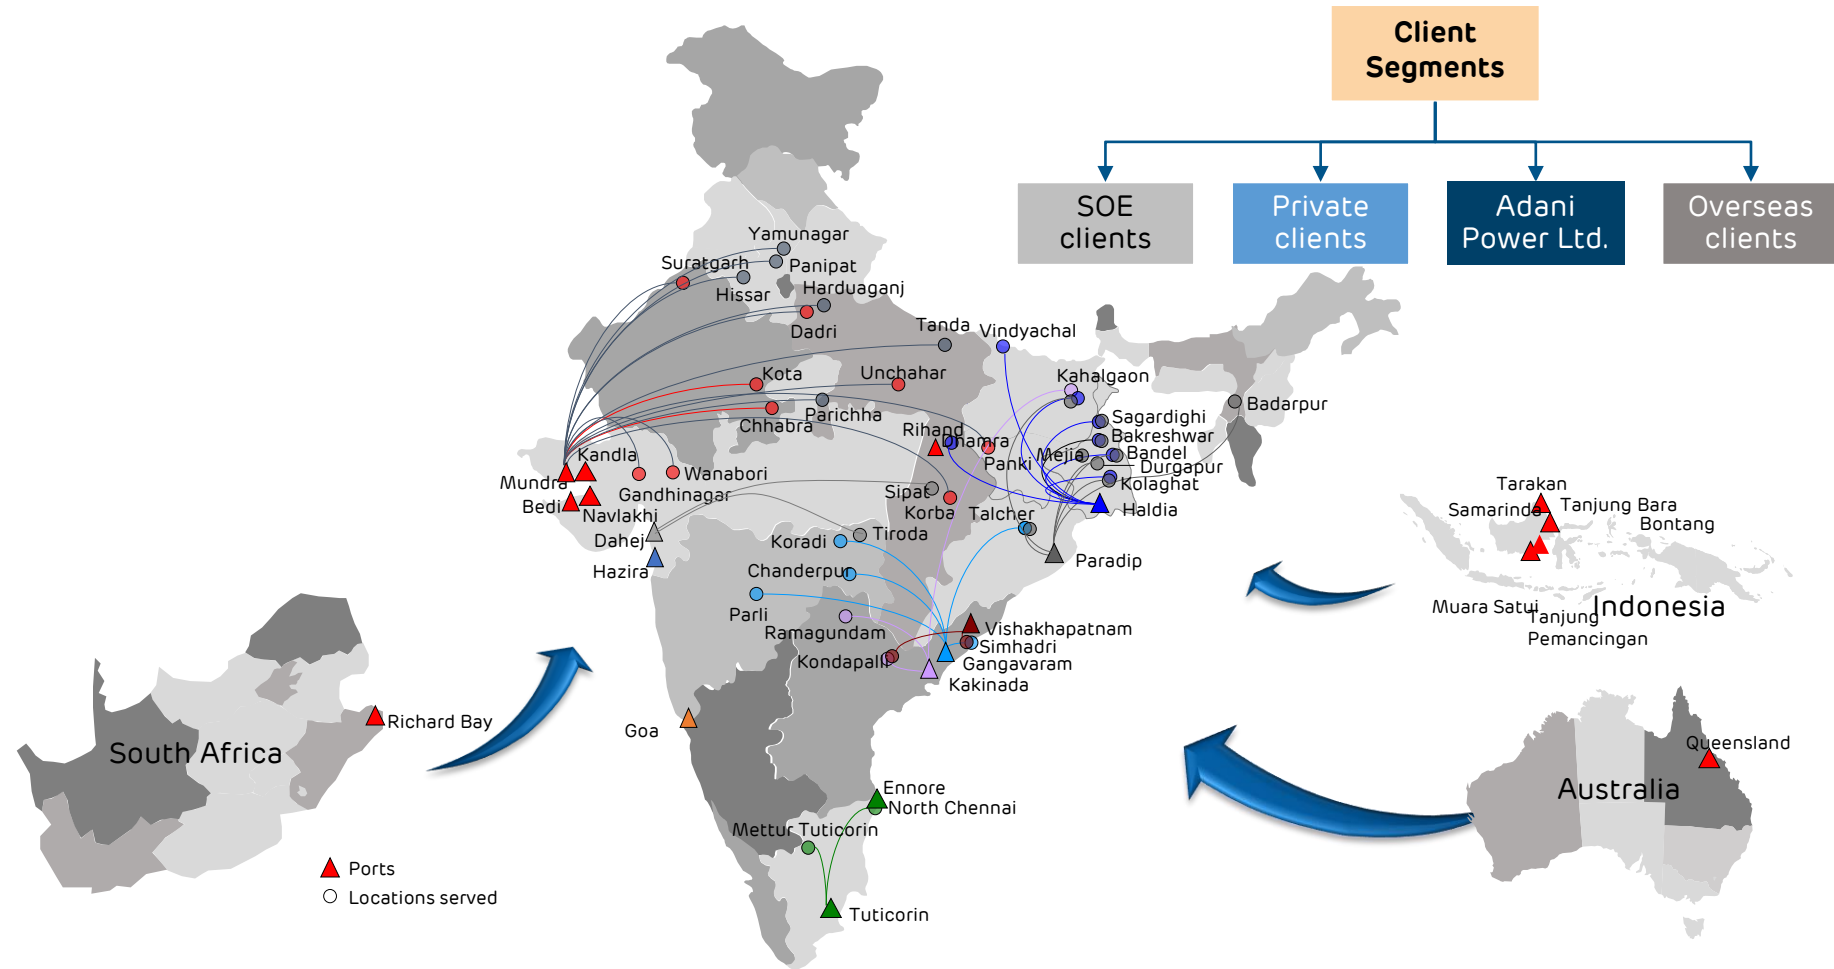 Client
Segments
SOE
clients
Private
clients
Adani
Power Ltd.
Overseas
clients
Yamunagar
Suratgarh
Panipat
Hissar
Harduaganj
Dadri
Tanda
Vindyachal
Kota
Unchahar
Kahalgaon
Parichha
Chhabra
Badarpur
Sagardighi
Rihand
Dhamra
Bakreshwar
Kandla
Panki
Mejia
Bandel
Durgapur
Wanabori
Mundra
Gandhinagar
Sipat
Kolaghat
Bedi
Navlakhi
Korba
Talcher
Haldia
Dahej
Koradi
Tiroda
Paradip
Hazira
Chanderpur
Parli
Ramagundam
Vishakhapatnam
Simhadri
Kondapalli
Gangavaram
Kakinada
Goa
Ennore
North Chennai
Mettur Tuticorin
Tuticorin
Tarakan
Samarinda
Tanjung Bara
Bontang
Muara Satui
Tanjung
Pemancingan
Indonesia
Richard Bay
South Africa
Queensland
Australia
Ports
Locations served